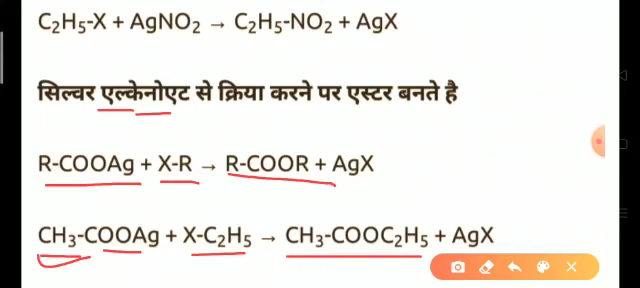 C₂H₅-X + AgNO₂ → C₂H₅-NO₂ + AgX
सिल्वर एल्केनोएट से क्रिया करने पर एस्टर बनते है
R-COOAg + X-R → R-COOR + AgX
CH₃-COOAg + X-C₂H₅ → CH₃-COOC₂H₅ + AgX